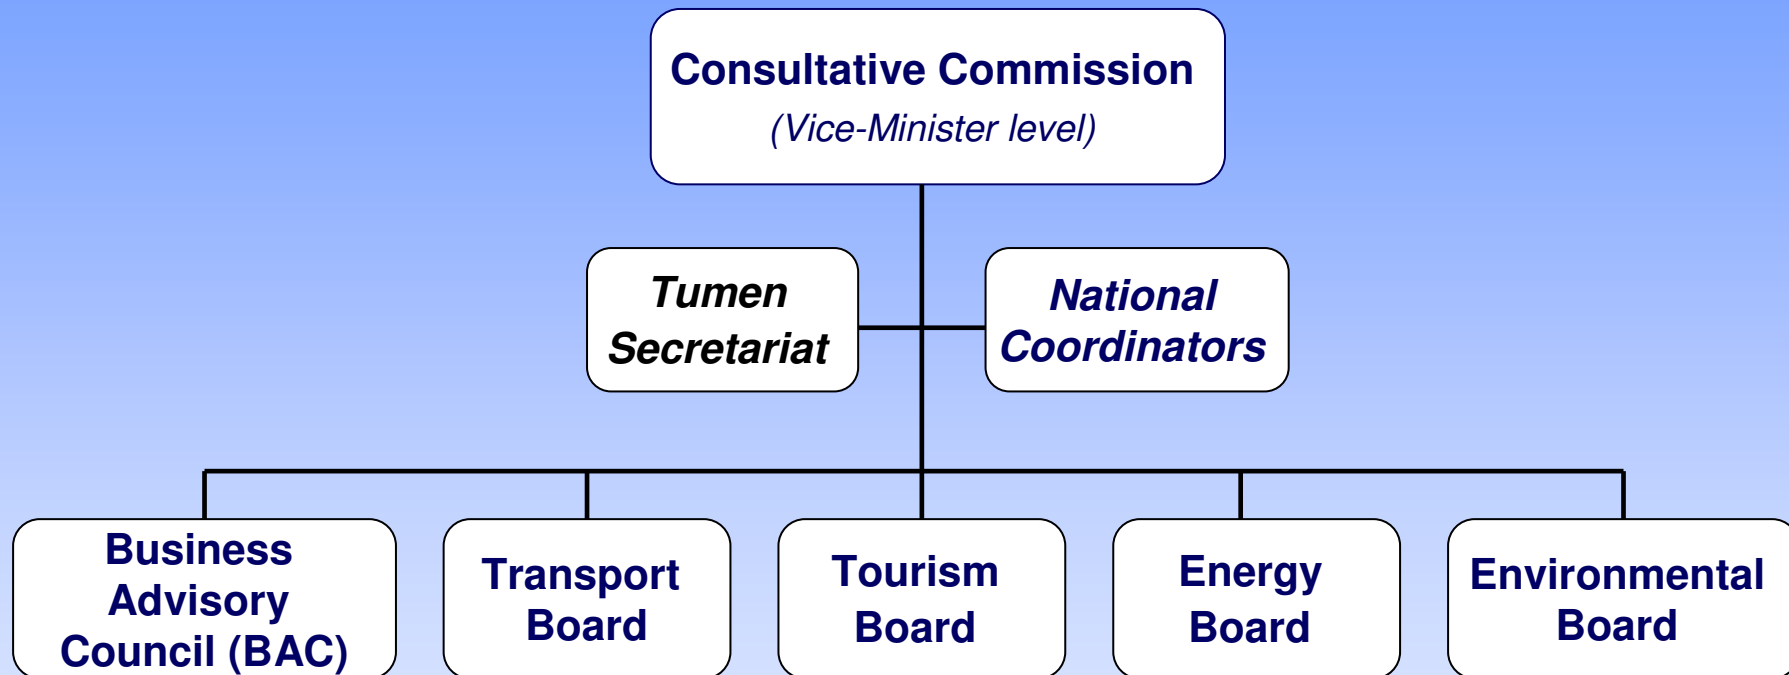 Consultative Commission
(Vice-Minister level)
Tumen
Secretariat
National
Coordinators
Business
Advisory
Council (BAC)
Transport
Board
Tourism
Board
Energy
Board
Environmental
Board